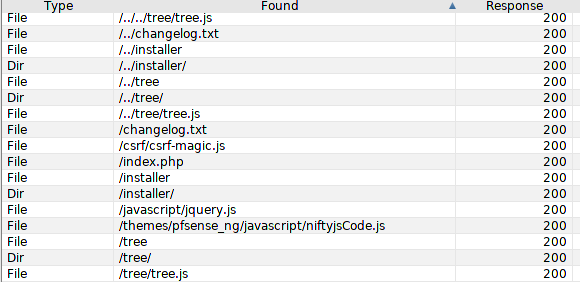 Type Found Response
File /../../tree/tree.js 200
File /../changelog.txt 200
File /../installer 200
Dir /../installer/ 200
File /../tree 200
Dir /../tree/ 200
File /../tree/tree.js 200
File /changelog.txt 200
File /csrf/csrf-magic.js 200
File /index.php 200
File /installer 200
Dir /installer/ 200
File /javascript/jquery.js 200
File /themes/pfsense_ng/javascript/niftyjsCode.js 200
File /tree 200
Dir /tree/ 200
File /tree/tree.js 200